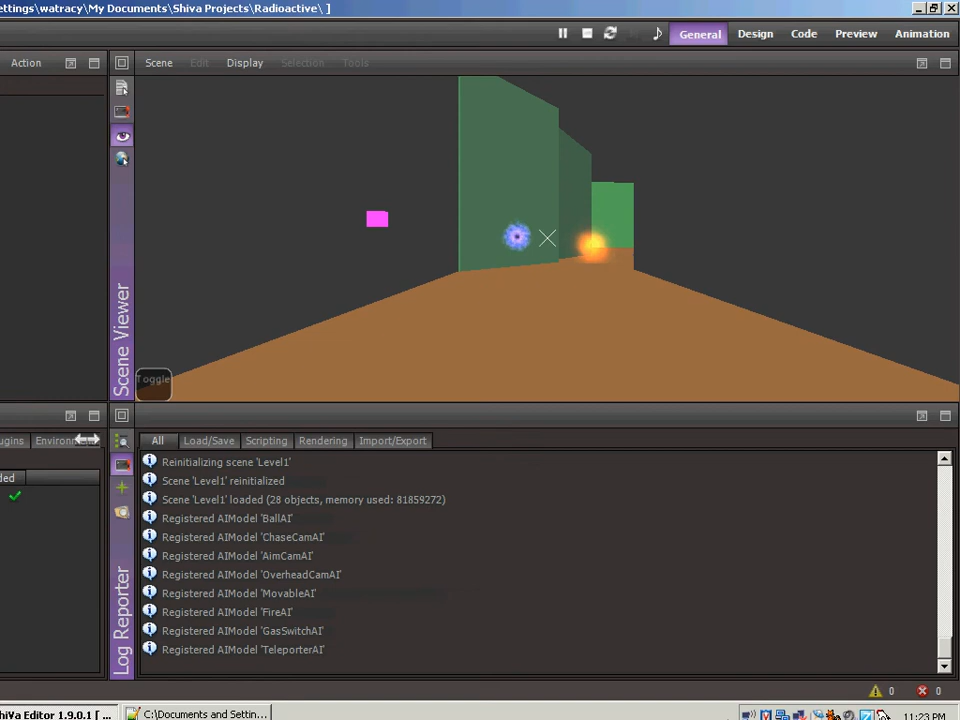 ettings\watracy\My Documents\Shiva Projects\Radioactive\ ]
General Design Code Preview Animation
Action Scene Edit Display Selection Tools
Scene Viewer
Toggle
ugins Environm All Load/Save Scripting Rendering Import/Export
ded
Reinitializing scene 'Level1'
Scene 'Level1' reinitialized
Scene 'Level1' loaded (28 objects, memory used: 81859272)
Registered AIModel 'BallAI'
Registered AIModel 'ChaseCamAI'
Registered AIModel 'AimCamAI'
Registered AIModel 'OverheadCamAI'
Registered AIModel 'MovableAI'
Registered AIModel 'FireAI'
Registered AIModel 'GasSwitchAI'
Registered AIModel 'TeleporterAI'
Log Reporter
0 0
hiVa Editor 1.9.0.1 [ ... C:\Documents and Settin... 11:23 PM